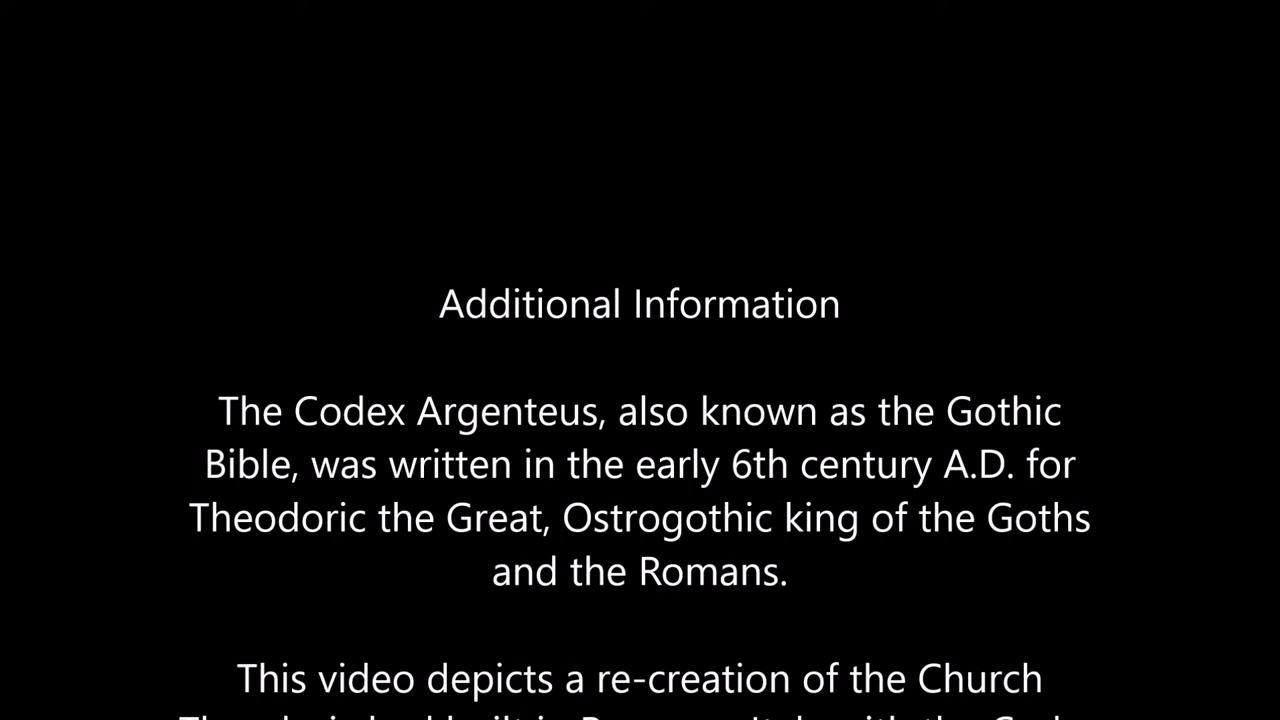 Additional Information
The Codex Argenteus, also known as the Gothic
Bible, was written in the early 6th century A.D. for
Theodoric the Great, Ostrogothic king of the Goths
and the Romans.
This video depicts a re-creation of the Church